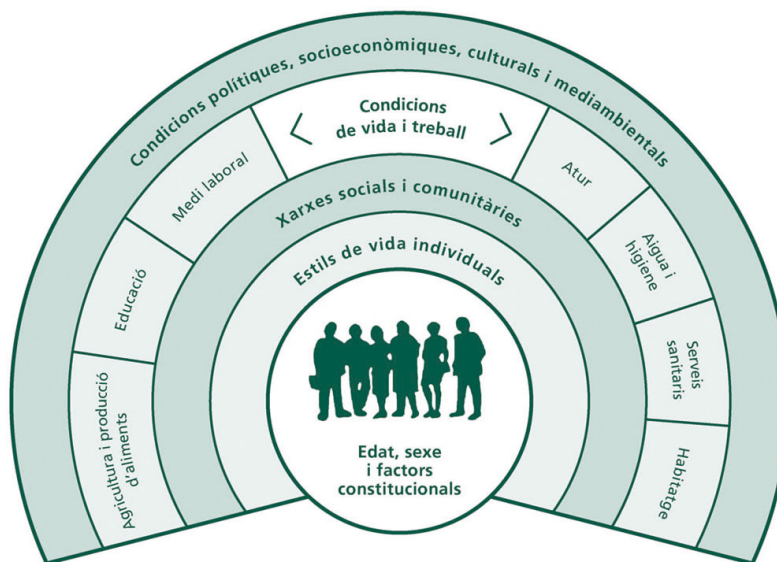 Condicions polítiques, socioeconòmiques, culturals i mediambientals
Condicions
de vida i treball
Medi laboral
Educació
Agricultura i producció
d'aliments
Atur
Aigua i
higiene
Serveis
sanitaris
Habitatge
Xarxes socials i comunitàries
Estils de vida individuals
Edat, sexe
i factors
constitucionals